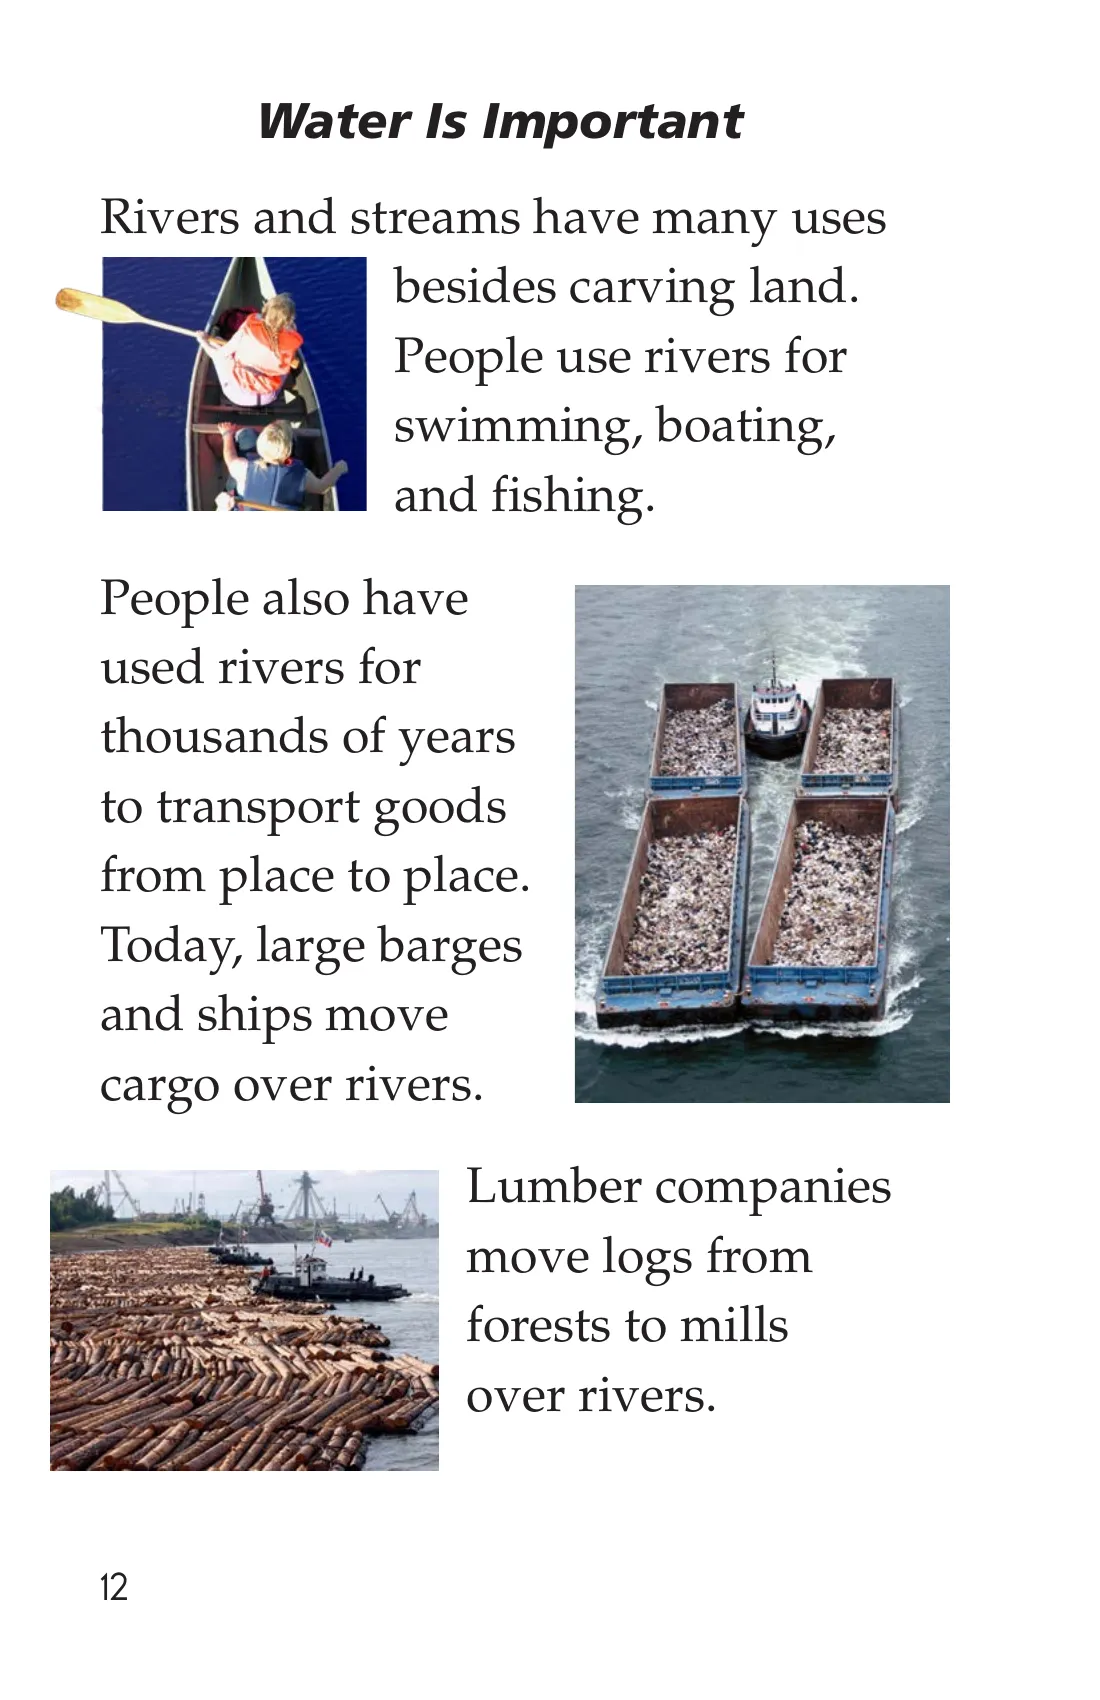 Water Is Important
Rivers and streams have many uses
besides carving land.
People use rivers for
swimming, boating,
and fishing.
People also have
used rivers for
thousands of years
to transport goods
from place to place.
Today, large barges
and ships move
cargo over rivers.
Lumber companies
move logs from
forests to mills
over rivers.
12